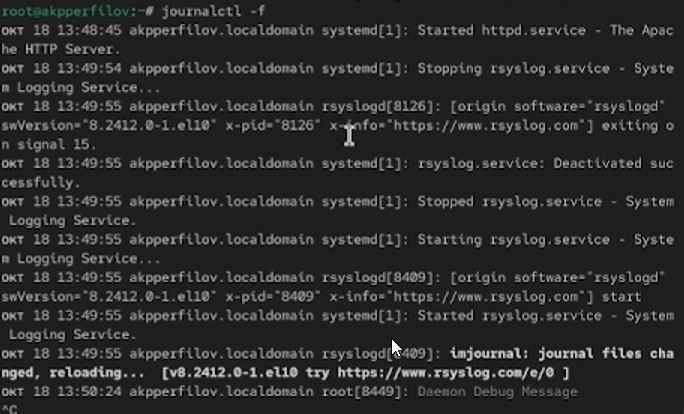 root@akpperfilov:~# journalctl -f
окт 18 13:48:45 akpperfilov.localdomain systemd[1]: Started httpd.service - The Apac
he HTTP Server.
окт 18 13:49:54 akpperfilov.localdomain systemd[1]: Stopping rsyslog.service - Syste
m Logging Service...
окт 18 13:49:55 akpperfilov.localdomain rsyslogd[8126]: [origin software="rsyslogd"
swVersion="8.2412.0-1.el10" x-pid="8126" x-info="https://www.rsyslog.com"] exiting o
n signal 15.
окт 18 13:49:55 akpperfilov.localdomain systemd[1]: rsyslog.service: Deactivated suc
cessfully.
окт 18 13:49:55 akpperfilov.localdomain systemd[1]: Stopped rsyslog.service - System
 Logging Service.
окт 18 13:49:55 akpperfilov.localdomain systemd[1]: Starting rsyslog.service - Syste
m Logging Service...
окт 18 13:49:55 akpperfilov.localdomain rsyslogd[8409]: [origin software="rsyslogd"
swVersion="8.2412.0-1.el10" x-pid="8409" x-info="https://www.rsyslog.com"] start
окт 18 13:49:55 akpperfilov.localdomain systemd[1]: Started rsyslog.service - System
 Logging Service.
окт 18 13:49:55 akpperfilov.localdomain rsyslogd[8409]: imjournal: journal files cha
nged, reloading...  [v8.2412.0-1.el10 try https://www.rsyslog.com/e/0 ]
окт 18 13:50:24 akpperfilov.localdomain root[8449]: Daemon Debug Message
^C